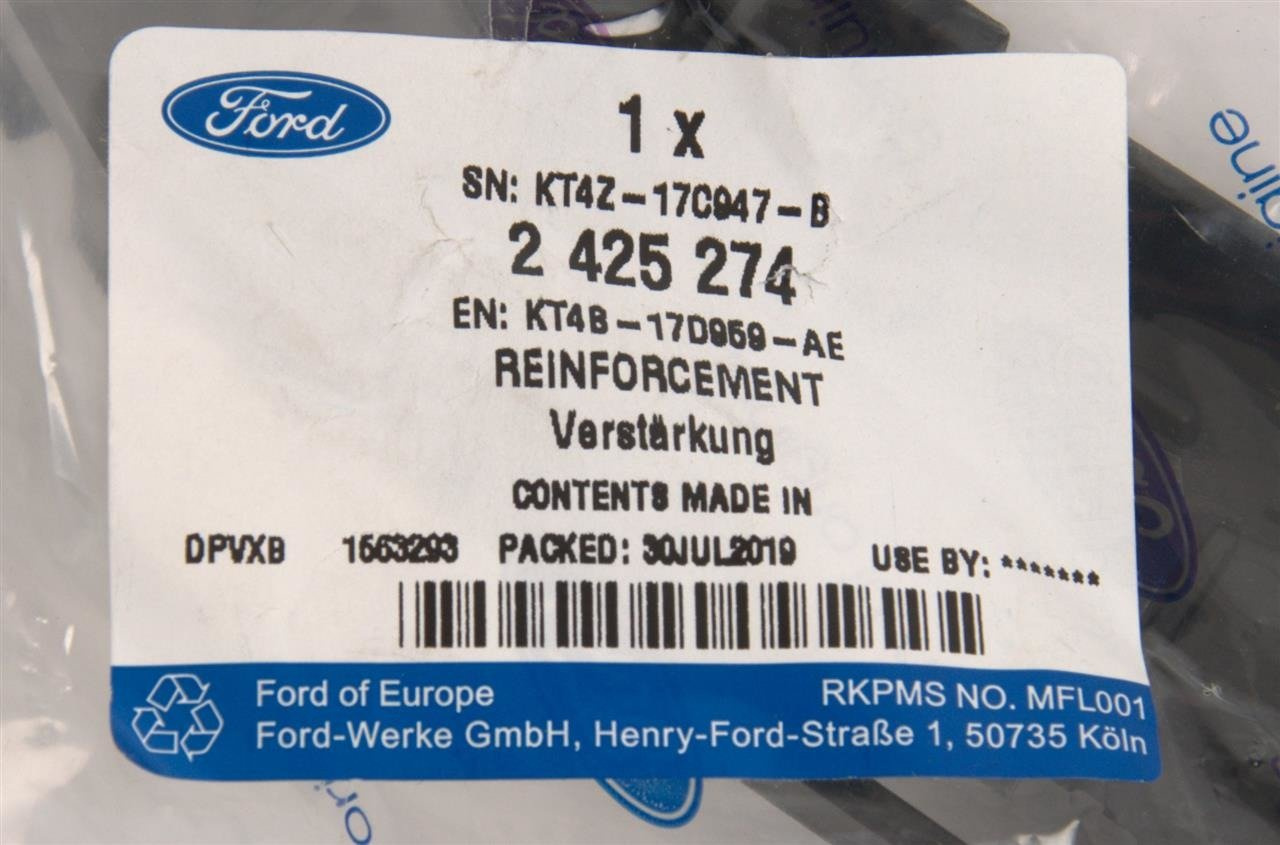 Ford
1 x
SN: KT4Z-17C947-B
2 425 274
EN: KT4B-17D959-AE
REINFORCEMENT
Verstärkung
CONTENTS MADE IN
DPVXB 1563293 PACKED: 30JUL2019 USE BY: *******
Ford of Europe RKPMS NO. MFL001
Ford-Werke GmbH, Henry-Ford-Straße 1, 50735 Köln